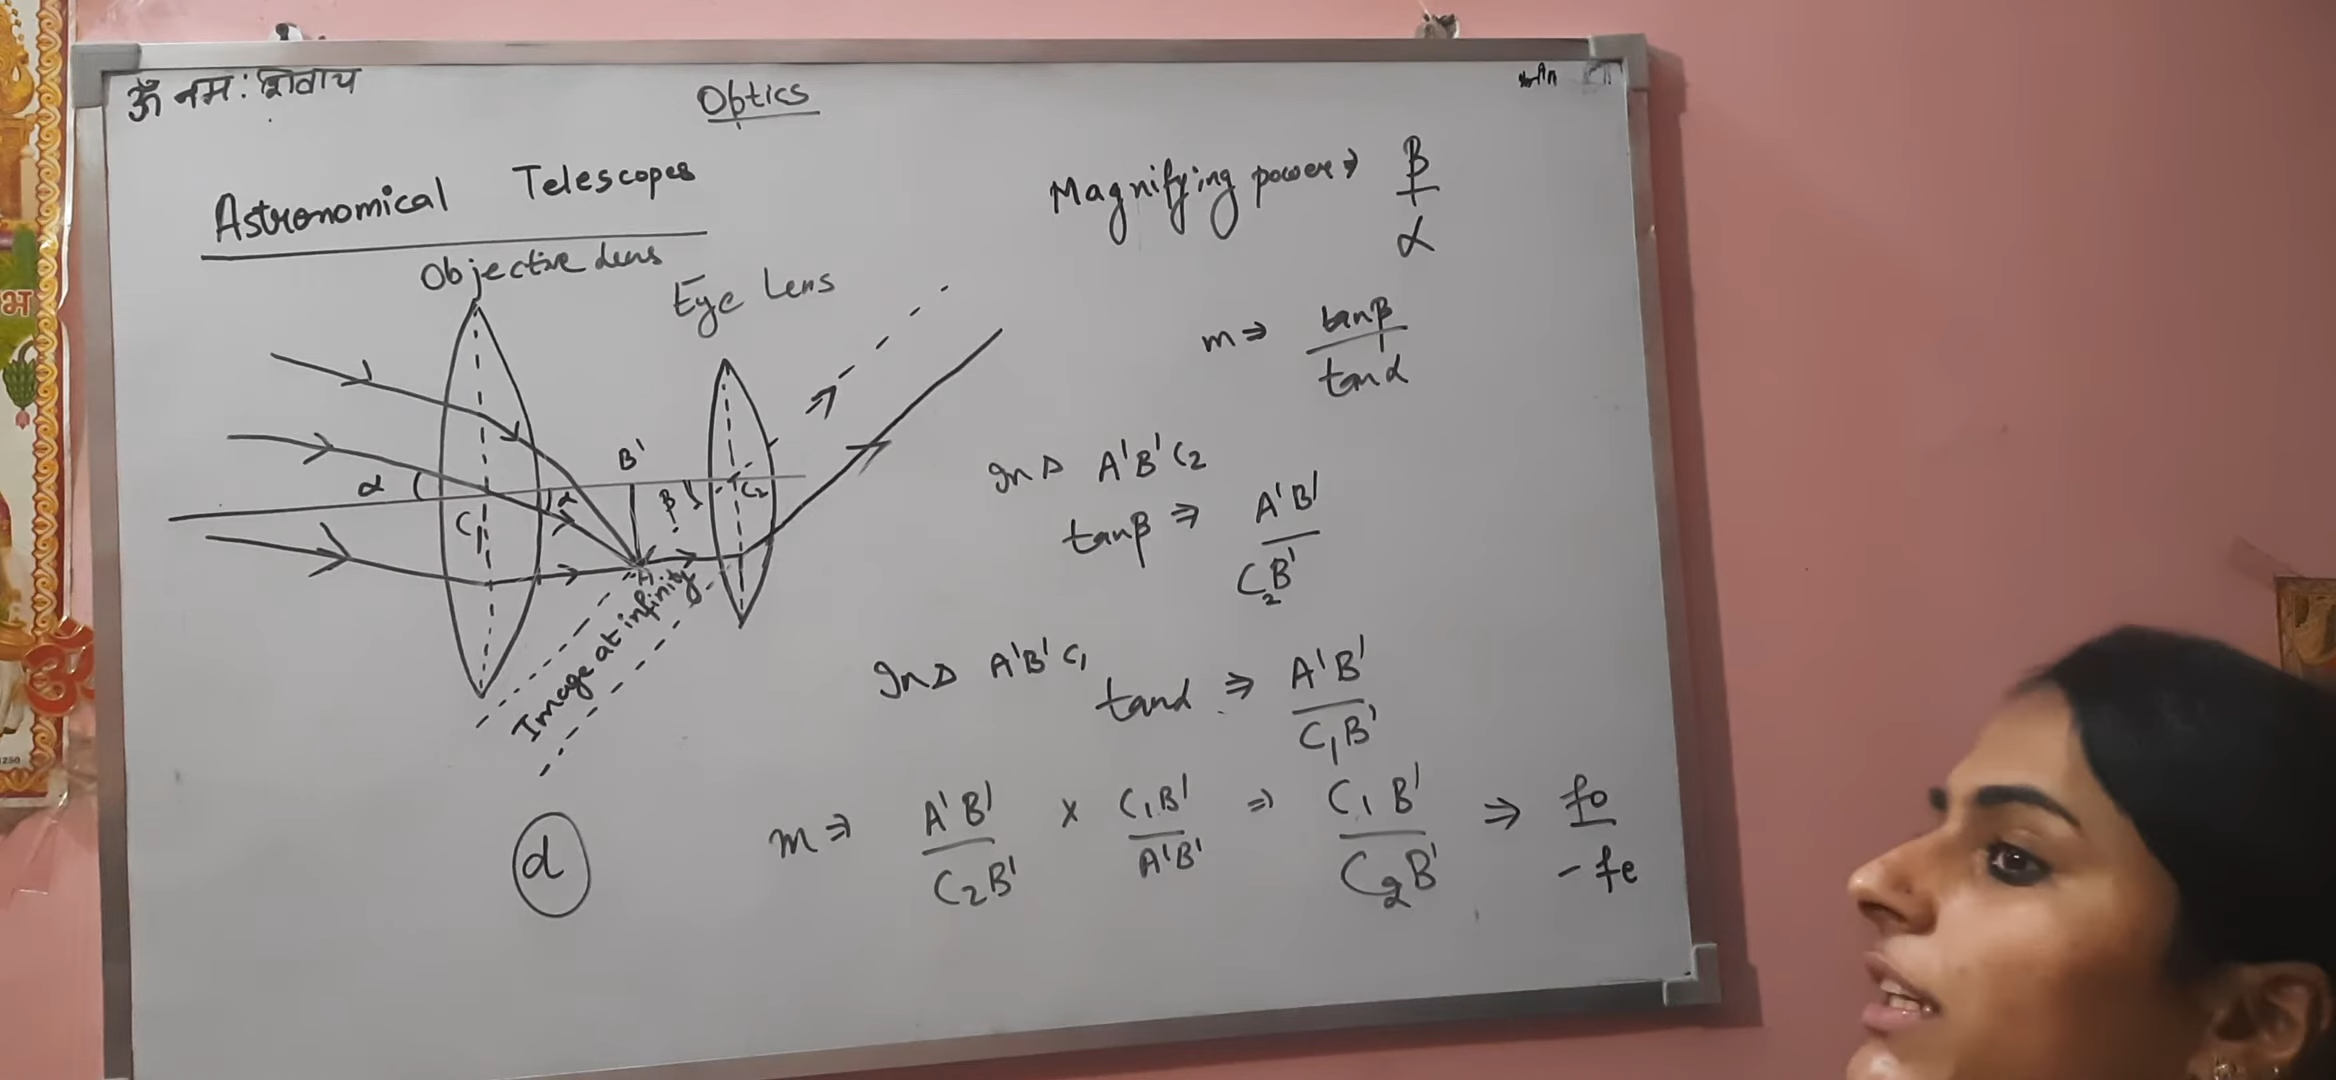 ॐ नमः शिवाय
Optics
Astronomical Telescopes
Objective lens
Eye Lens
α
C₁
α
B'
β
C₂
A'
Image at infinity
Magnifying power ⇒ β/α
m ⇒ tanβ/tanα
In Δ A'B'C₂
tanβ ⇒ A'B'/C₂B'
In Δ A'B'C₁
tanα ⇒ A'B'/C₁B'
d
m ⇒ A'B'/C₂B' × C₁B'/A'B' ⇒ C₁B'/C₂B' ⇒ fo/-fe
भ
1250